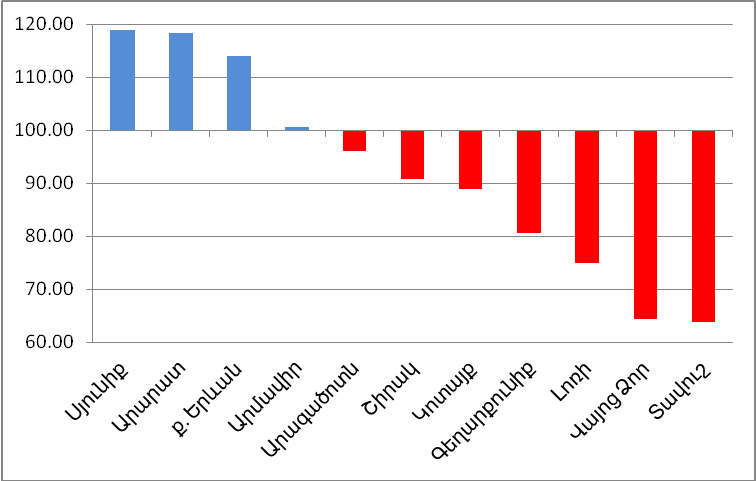 120.00
110.00
100.00
90.00
80.00
70.00
60.00
Սյունիք
Արարատ
ք. Երևան
Արմավիր
Արագածոտն
Շիրակ
Կոտայք
Գեղարքունիք
Լոռի
Վայոց Ձոր
Տավուշ